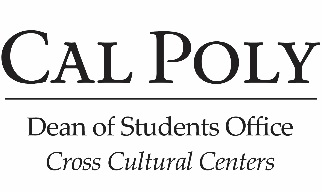 CAL POLY
Dean of Students Office
Cross Cultural Centers